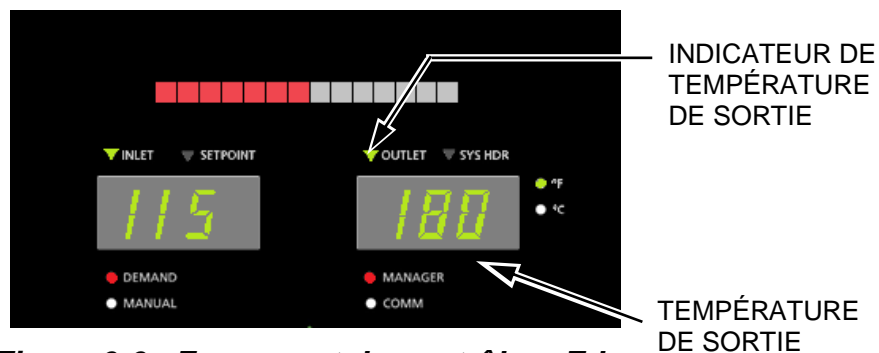 INDICATEUR DE
TEMPÉRATURE
DE SORTIE
INLET SETPOINT OUTLET SYS HDR
115 180
°F
°C
DEMAND MANAGER
MANUAL COMM
TEMPÉRATURE
DE SORTIE